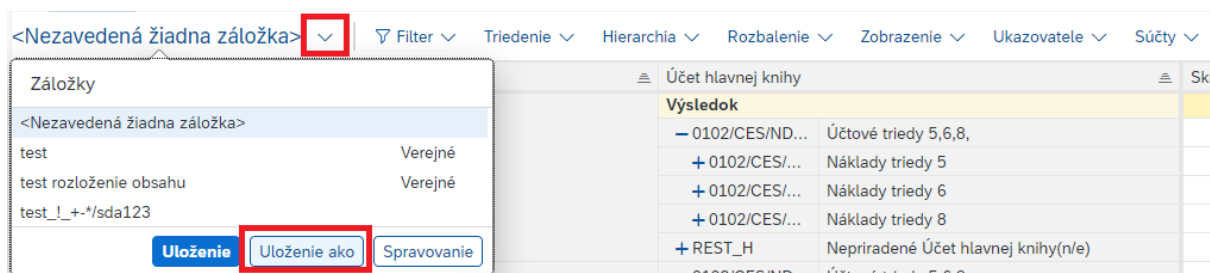 <Nezavedená žiadna záložka> Filter Triedenie Hierarchia Rozbalenie Zobrazenie Ukazovatele Súčty
Záložky
<Nezavedená žiadna záložka>
test Verejné
test rozloženie obsahu Verejné
test_!_+-*/sda123
Uloženie Uloženie ako Spravovanie
Účet hlavnej knihy Sk
Výsledok
0102/CES/ND... Účtové triedy 5,6,8,
0102/CES/... Náklady triedy 5
0102/CES/... Náklady triedy 6
0102/CES/... Náklady triedy 8
REST_H Nepriradené Účet hlavnej knihy(n/e)